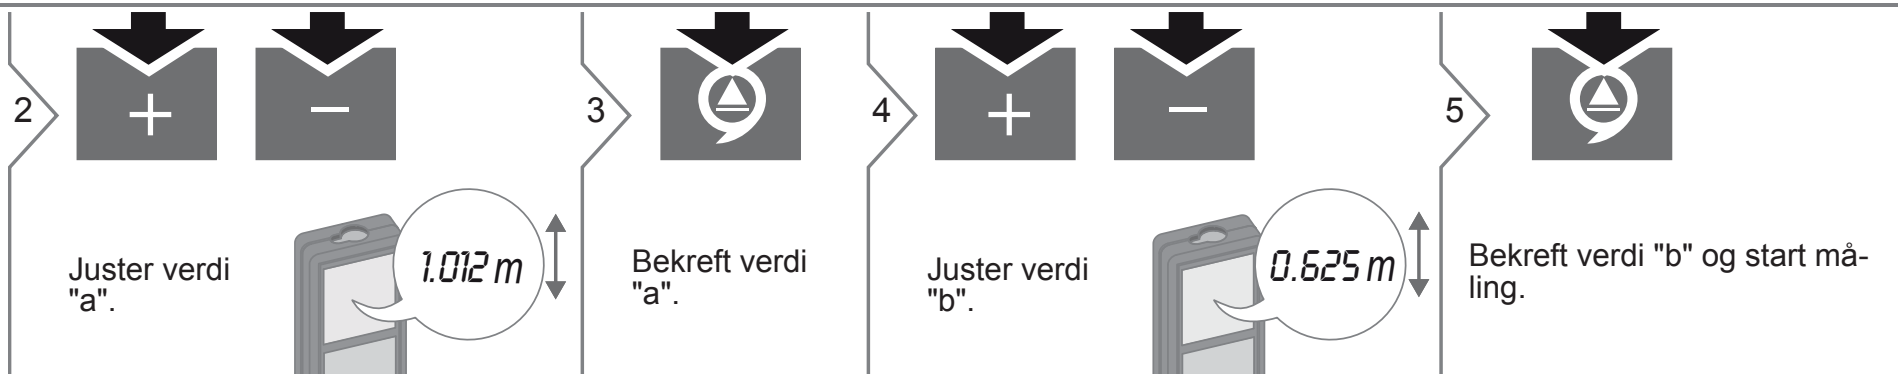 2
+
−
Juster verdi
"a".
1.012 m
3
Bekreft verdi
"a".
4
+
−
Juster verdi
"b".
0.625 m
5
Bekreft verdi "b" og start må-
ling.